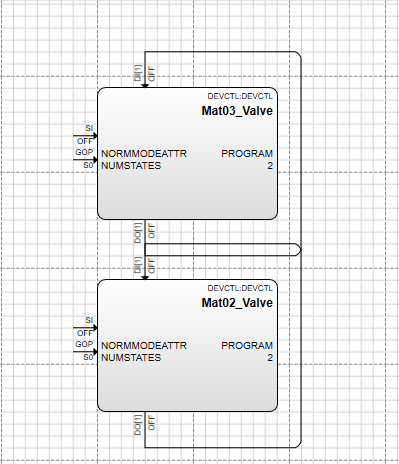 DI[1]
OFF
DEVCTL:DEVCTL
Mat03_Valve
SI
OFF
GOP
S0
NORMMODEATTR PROGRAM
NUMSTATES 2
DO[1]
OFF
DI[1]
OFF
DEVCTL:DEVCTL
Mat02_Valve
SI
OFF
GOP
S0
NORMMODEATTR PROGRAM
NUMSTATES 2
DO[1]
OFF